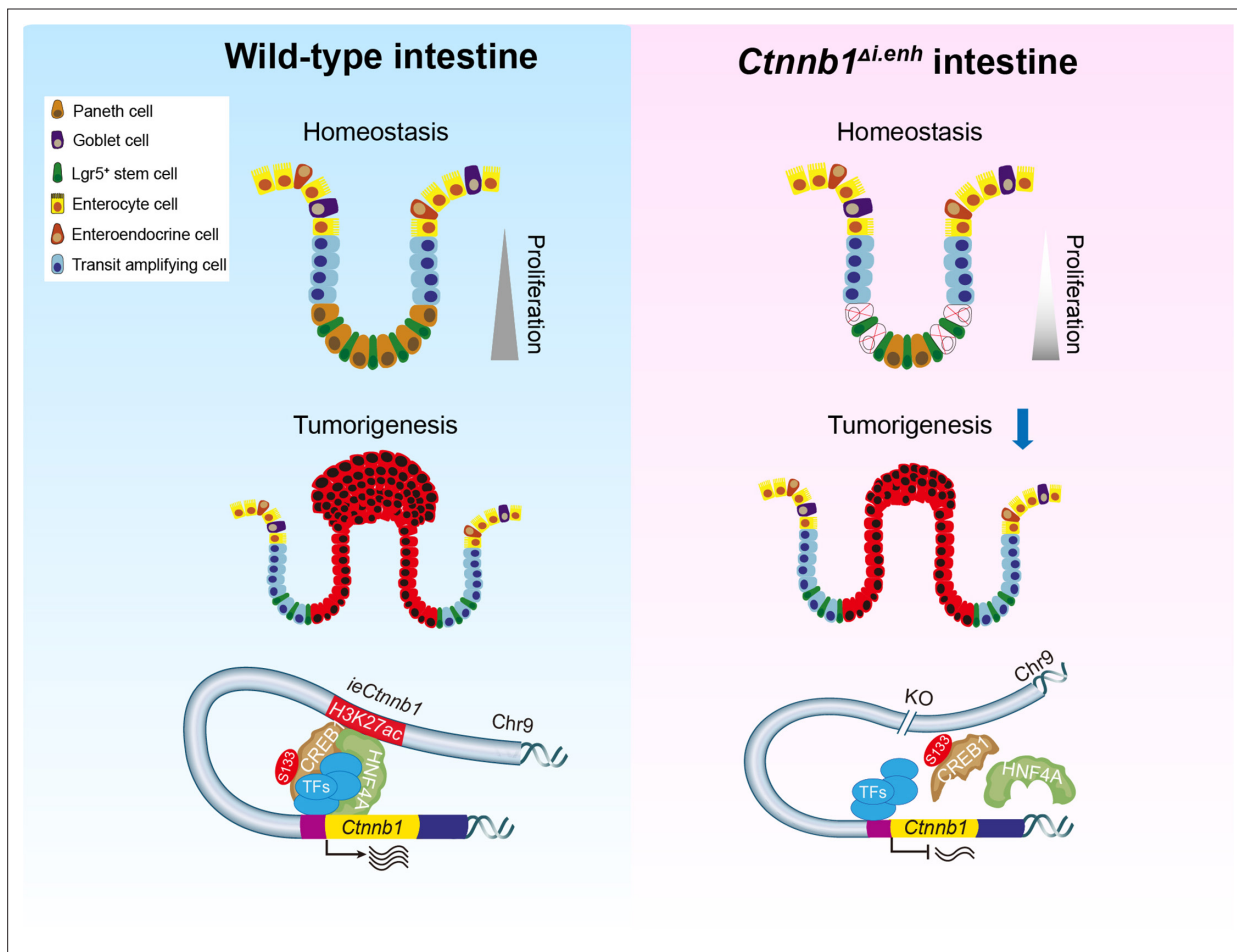 Wild-type intestine
Paneth cell
Goblet cell
Lgr5⁺ stem cell
Enterocyte cell
Enteroendocrine cell
Transit amplifying cell
Homeostasis
Proliferation
Tumorigenesis
ieCtnnb1
H3K27ac
Chr9
S133
CREB1
HNF4A
TFs
Ctnnb1
Ctnnb1Δi.enh intestine
Homeostasis
Proliferation
Tumorigenesis
Chr9
KO
S133
CREB1
HNF4A
TFs
Ctnnb1